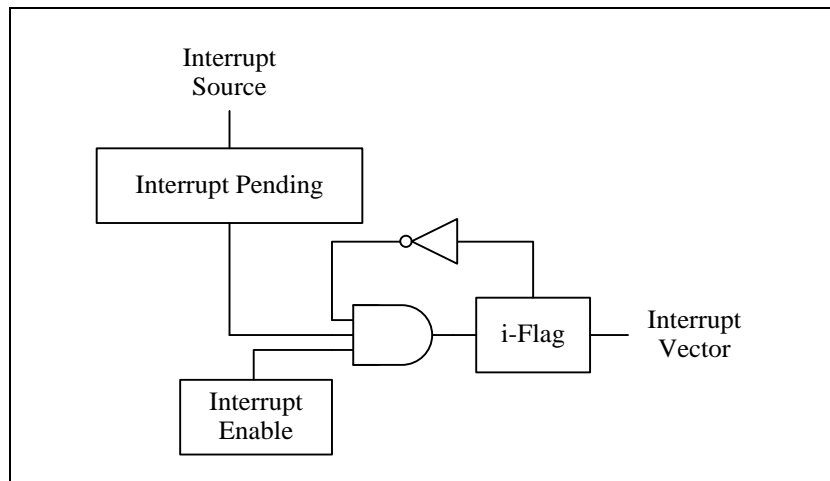 Interrupt
Source
Interrupt Pending
i-Flag
Interrupt
Vector
Interrupt
Enable